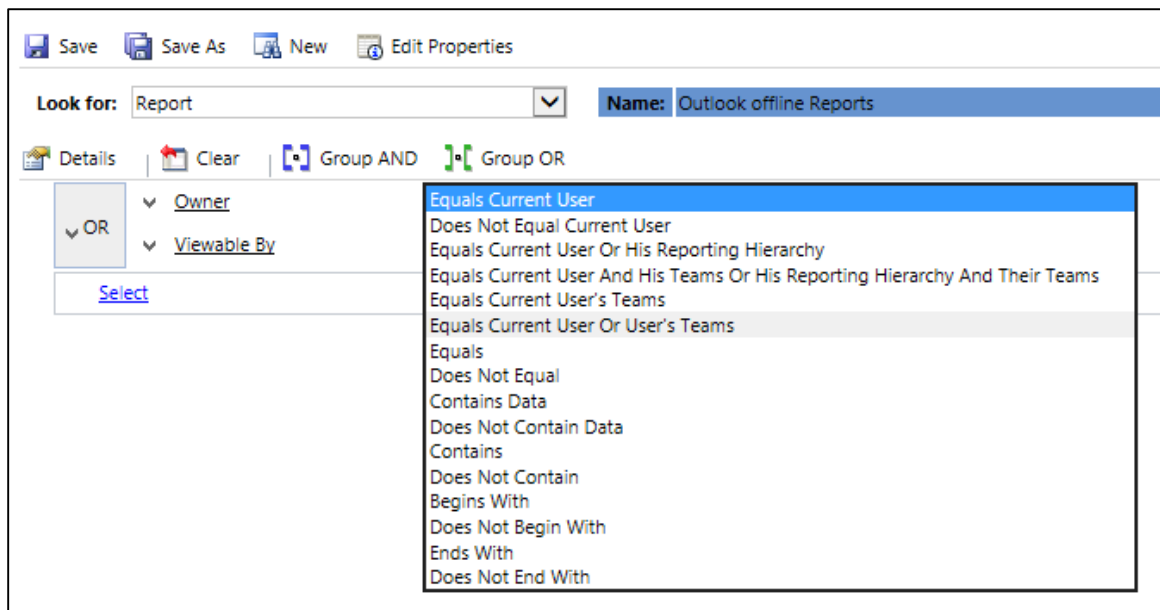 Save Save As New Edit Properties
Look for: Report Name: Outlook offline Reports
Details Clear Group AND Group OR
OR
Owner
Viewable By
Select
Equals Current User
Does Not Equal Current User
Equals Current User Or His Reporting Hierarchy
Equals Current User And His Teams Or His Reporting Hierarchy And Their Teams
Equals Current User's Teams
Equals Current User Or User's Teams
Equals
Does Not Equal
Contains Data
Does Not Contain Data
Contains
Does Not Contain
Begins With
Does Not Begin With
Ends With
Does Not End With